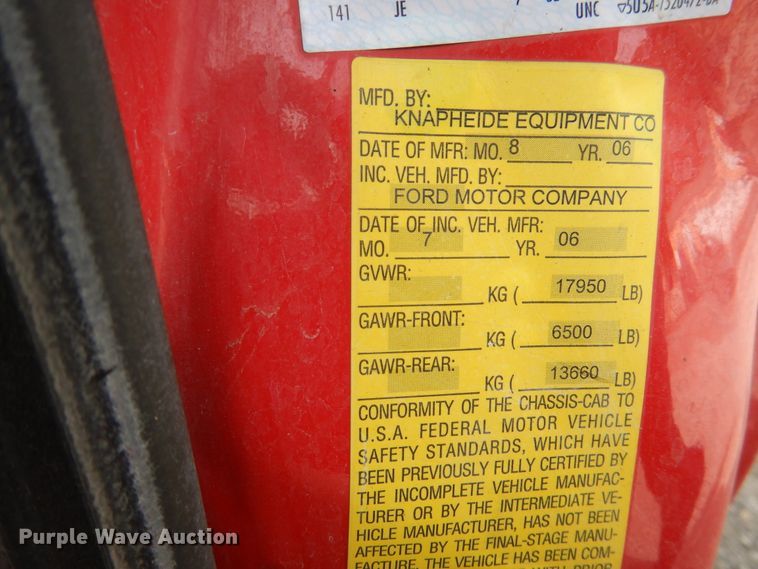 141 JE UNC
MFD. BY:
KNAPHEIDE EQUIPMENT CO
DATE OF MFR: MO. 8 YR. 06
INC. VEH. MFD. BY:
FORD MOTOR COMPANY
DATE OF INC. VEH. MFR:
MO. 7 YR. 06
GVWR:
KG ( 17950 LB)
GAWR-FRONT:
KG ( 6500 LB)
GAWR-REAR:
KG ( 13660 LB)
CONFORMITY OF THE CHASSIS-CAB TO
U.S.A. FEDERAL MOTOR VEHICLE
SAFETY STANDARDS, WHICH HAVE
BEEN PREVIOUSLY FULLY CERTIFIED BY
THE INCOMPLETE VEHICLE MANUFAC-
TURER OR BY THE INTERMEDIATE VE-
HICLE MANUFACTURER, HAS NOT BEEN
AFFECTED BY THE FINAL-STAGE MANU-
FACTURE. THE VEHICLE HAS BEEN COM-
WITH PRIOR
Purple Wave Auction